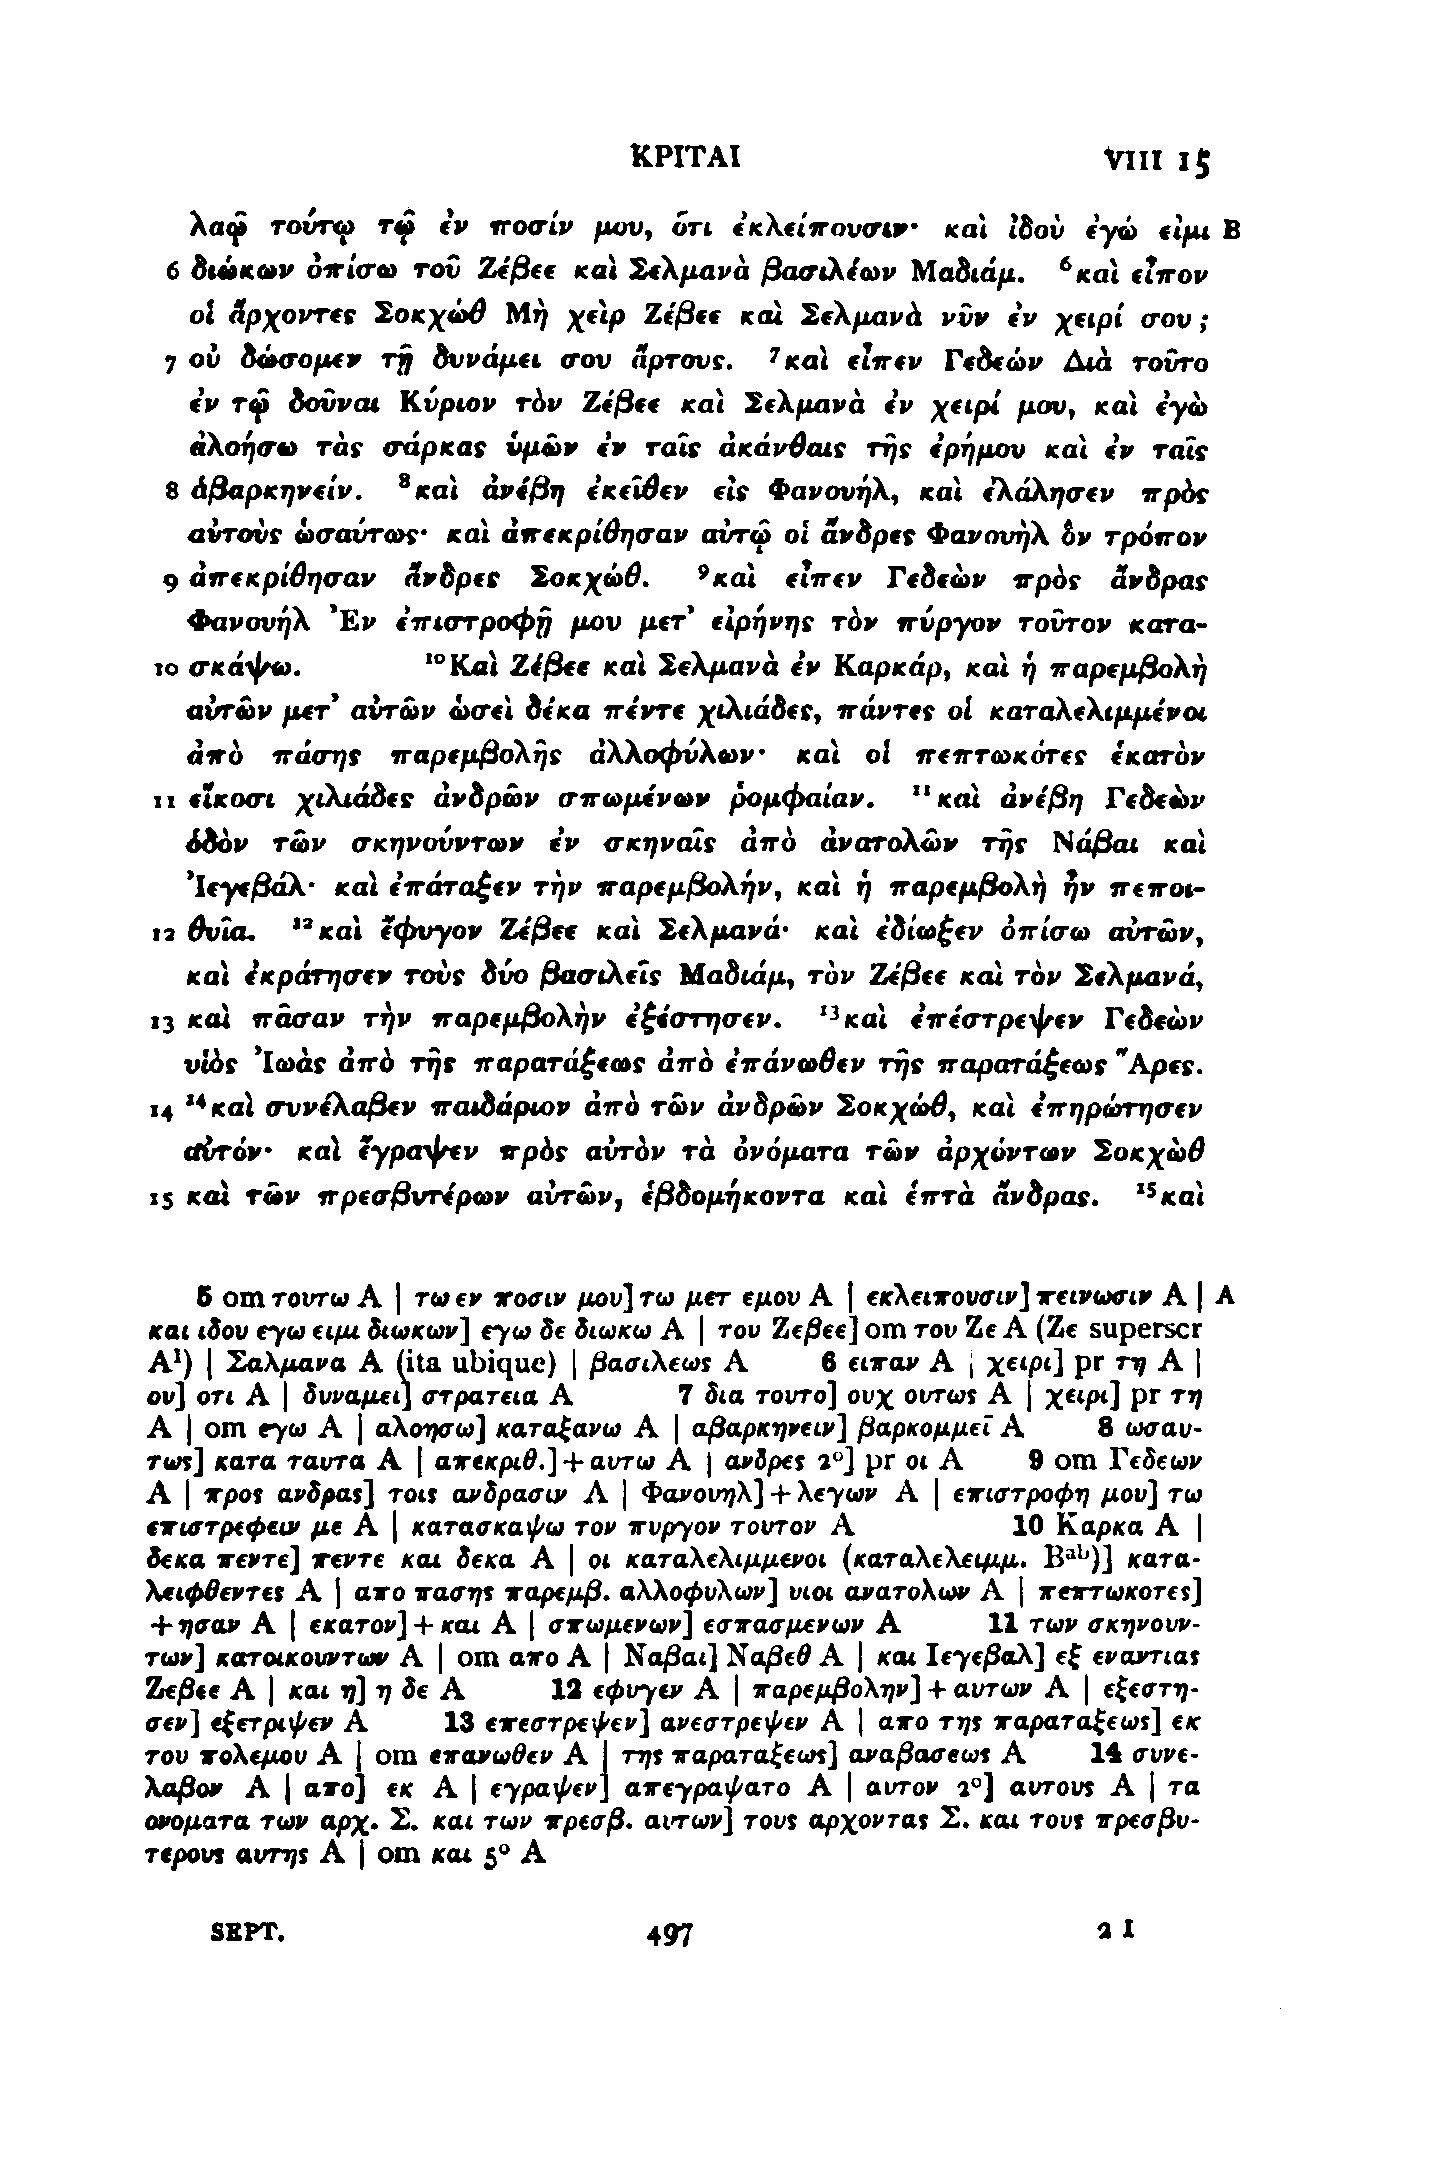 ΚΡΙΤΑΙ VIII 15
λαῷ τούτῳ τῷ ἐν ποσίν μου, ὅτι ἐκλείπουσιν· καὶ ἰδοὺ ἐγώ εἰμι B
6 διώκων ὀπίσω τοῦ Ζέβεε καὶ Σελμανὰ βασιλέων Μαδιάμ. ⁶καὶ εἶπον
οἱ ἄρχοντες Σοκχώθ Μὴ χεὶρ Ζέβεε καὶ Σελμανὰ νῦν ἐν χειρί σου;
7 οὐ δώσομεν τῇ δυνάμει σου ἄρτους. ⁷καὶ εἶπεν Γεδεών Διὰ τοῦτο
ἐν τῷ δοῦναι Κύριον τὸν Ζέβεε καὶ Σελμανὰ ἐν χειρί μου, καὶ ἐγὼ
ἀλοήσω τὰς σάρκας ὑμῶν ἐν ταῖς ἀκάνθαις τῆς ἐρήμου καὶ ἐν ταῖς
8 ἀβαρκηνείν. ⁸καὶ ἀνέβη ἐκεῖθεν εἰς Φανουήλ, καὶ ἐλάλησεν πρὸς
αὐτοὺς ὡσαύτως· καὶ ἀπεκρίθησαν αὐτῷ οἱ ἄνδρες Φανουὴλ ὃν τρόπον
9 ἀπεκρίθησαν ἄνδρες Σοκχώθ. ⁹καὶ εἶπεν Γεδεὼν πρὸς ἄνδρας
Φανουήλ Ἐν ἐπιστροφῇ μου μετ’ εἰρήνης τὸν πύργον τοῦτον κατα-
10 σκάψω. ¹⁰Καὶ Ζέβεε καὶ Σελμανὰ ἐν Καρκάρ, καὶ ἡ παρεμβολὴ
αὐτῶν μετ’ αὐτῶν ὡσεὶ δέκα πέντε χιλιάδες, πάντες οἱ καταλελιμμένοι
ἀπὸ πάσης παρεμβολῆς ἀλλοφύλων· καὶ οἱ πεπτωκότες ἑκατὸν
11 εἴκοσι χιλιάδες ἀνδρῶν σπωμένων ῥομφαίαν. ¹¹καὶ ἀνέβη Γεδεὼν
ὁδὸν τῶν σκηνούντων ἐν σκηναῖς ἀπὸ ἀνατολῶν τῆς Νάβαι καὶ
Ἰεγεβάλ· καὶ ἐπάταξεν τὴν παρεμβολήν, καὶ ἡ παρεμβολὴ ἦν πεποι-
12 θυῖα. ¹²καὶ ἔφυγον Ζέβεε καὶ Σελμανά· καὶ ἐδίωξεν ὀπίσω αὐτῶν,
καὶ ἐκράτησεν τοὺς δύο βασιλεῖς Μαδιάμ, τὸν Ζέβεε καὶ τὸν Σελμανά,
13 καὶ πᾶσαν τὴν παρεμβολὴν ἐξέστησεν. ¹³καὶ ἐπέστρεψεν Γεδεὼν
υἱὸς Ἰωὰς ἀπὸ τῆς παρατάξεως ἀπὸ ἐπάνωθεν τῆς παρατάξεως Ἄρες.
14 ¹⁴καὶ συνέλαβεν παιδάριον ἀπὸ τῶν ἀνδρῶν Σοκχώθ, καὶ ἐπηρώτησεν
αὐτόν· καὶ ἔγραψεν πρὸς αὐτὸν τὰ ὀνόματα τῶν ἀρχόντων Σοκχὼθ
15 καὶ τῶν πρεσβυτέρων αὐτῶν, ἑβδομήκοντα καὶ ἑπτὰ ἄνδρας. ¹⁵καὶ
5 om τουτω A | τω εν ποσιν μου] τω μετ εμου A | εκλειπουσιν] πεινωσιν A | A
και ιδου εγω ειμι διωκων] εγω δε διωκω A | του Ζεβεε] om του Ζε A (Ζε superscr
A¹) | Σαλμανα A (ita ubique) | βασιλεως A 6 ειπαν A | χειρι] pr τη A |
ου] οτι A | δυναμει] στρατεια A 7 δια τουτο] ουχ ουτως A | χειρι] pr τη
A | om εγω A | αλοησω] καταξανω A | αβαρκηνειν] βαρκομμεῖ A 8 ωσαυ-
τως] κατα ταυτα A | απεκριθ.]+αυτω A | ανδρες 2°] pr οι A 9 om Γεδεων
A | προς ανδρας] τοις ανδρασιν A | Φανουηλ]+λεγων A | επιστροφη μου] τω
επιστρεφειν με A | κατασκαψω τον πυργον τουτον A 10 Καρκα A |
δεκα πεντε] πεντε και δεκα A | οι καταλελιμμενοι (καταλελειμμ. Bᵃᵇ)] κατα-
λειφθεντες A | απο πασης παρεμβ. αλλοφυλων] υιοι ανατολων A | πεπτωκοτες]
+ησαν A | εκατον]+και A | σπωμενων] εσπασμενων A 11 των σκηνουν-
των] κατοικουντων A | om απο A | Ναβαι] Ναβεθ A | και Ιεγεβαλ] εξ εναντιας
Ζεβεε A | και η] η δε A 12 εφυγεν A | παρεμβολην]+αυτων A | εξεστη-
σεν] εξετριψεν A 13 επεστρεψεν] ανεστρεψεν A | απο της παραταξεως] εκ
του πολεμου A | om επανωθεν A | της παραταξεως] αναβασεως A 14 συνε-
λαβον A | απο] εκ A | εγραψεν] απεγραψατο A | αυτον 2°] αυτους A | τα
ονοματα των αρχ. Σ. και των πρεσβ. αυτων] τους αρχοντας Σ. και τους πρεσβυ-
τερους αυτης A | om και 5° A
SEPT. 497 2 I